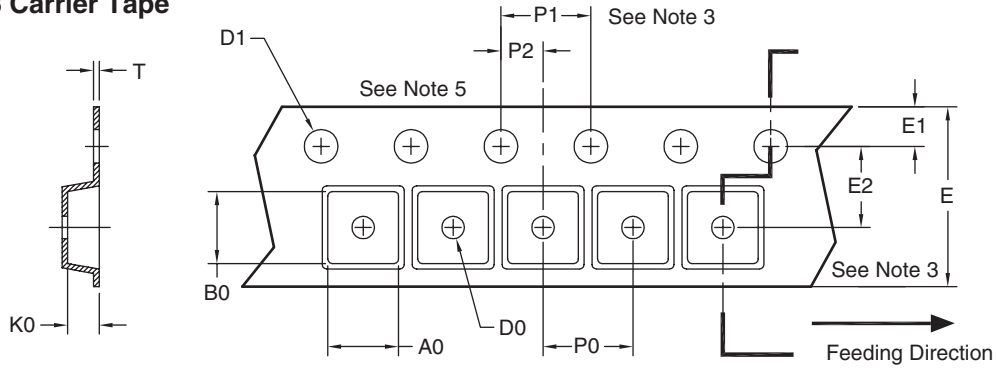 Carrier Tape
P1
See Note 3
D1
P2
T
See Note 5
E1
E2
E
B0
See Note 3
K0
D0
A0
P0
Feeding Direction